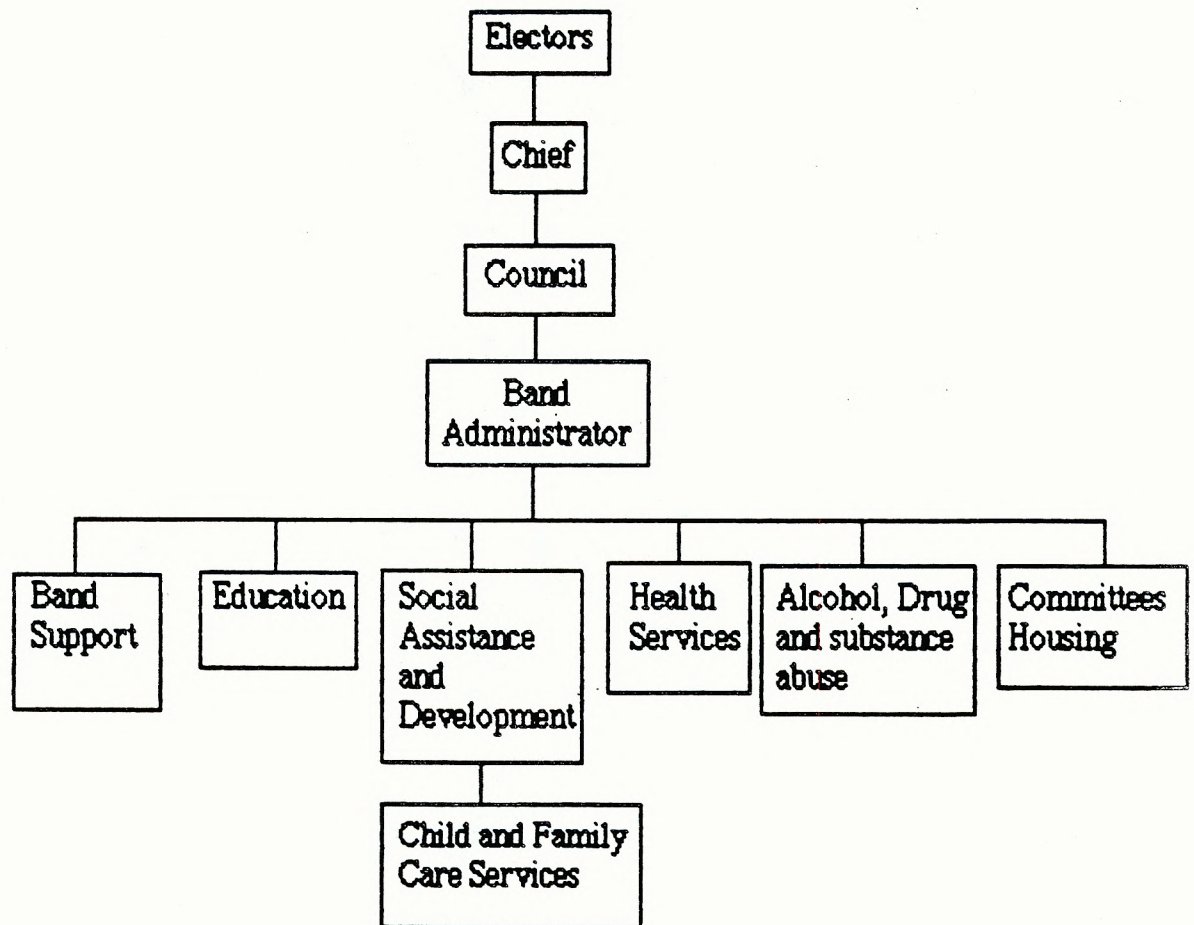 Electors
Chief
Council
Band
Administrator
Band
Support
Education
Social
Assistance
and
Development
Health
Services
Alcohol, Drug
and substance
abuse
Committees
Housing
Child and Family
Care Services